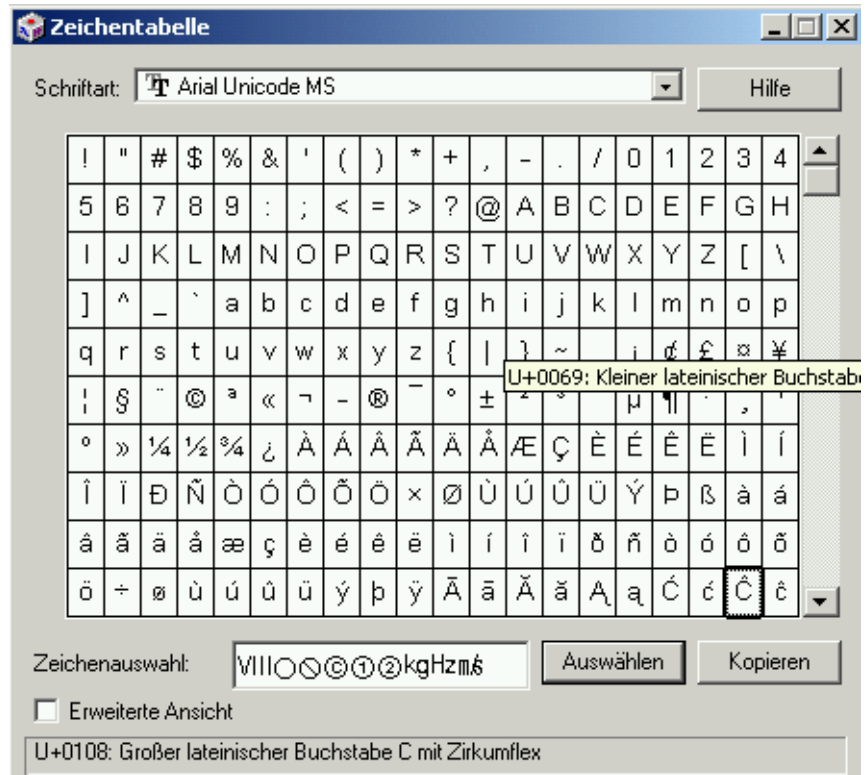 Zeichentabelle
Schriftart: Arial Unicode MS Hilfe
! " # $ % & ' ( ) * + , - . / 0 1 2 3 4
5 6 7 8 9 : ; < = > ? @ A B C D E F G H
I J K L M N O P Q R S T U V W X Y Z [ \
] ^ _ ` a b c d e f g h i j k l m n o p
q r s t u v w x y z { | } ~ ¡ ¢ £ ¤ ¥
U+0069: Kleiner lateinischer Buchstabe
¦ § ¨ © ª « ¬ - ® ¯ ° ± µ ¶
º » ¼ ½ ¾ ¿ À Á Â Ã Ä Å Æ Ç È É Ê Ë Ì Í
Î Ï Ð Ñ Ò Ó Ô Õ Ö × Ø Ù Ú Û Ü Ý Þ ß à á
â ã ä å æ ç è é ê ë ì í î ï ð ñ ò ó ô õ
ö ÷ ø ù ú û ü ý þ ÿ Ā ā Ă ă Ą ą Ć ć Ĉ ĉ
Zeichenauswahl: Ⅷ○⃠©①②kgHz㎧ Auswählen Kopieren
Erweiterte Ansicht
U+0108: Großer lateinischer Buchstabe C mit Zirkumflex